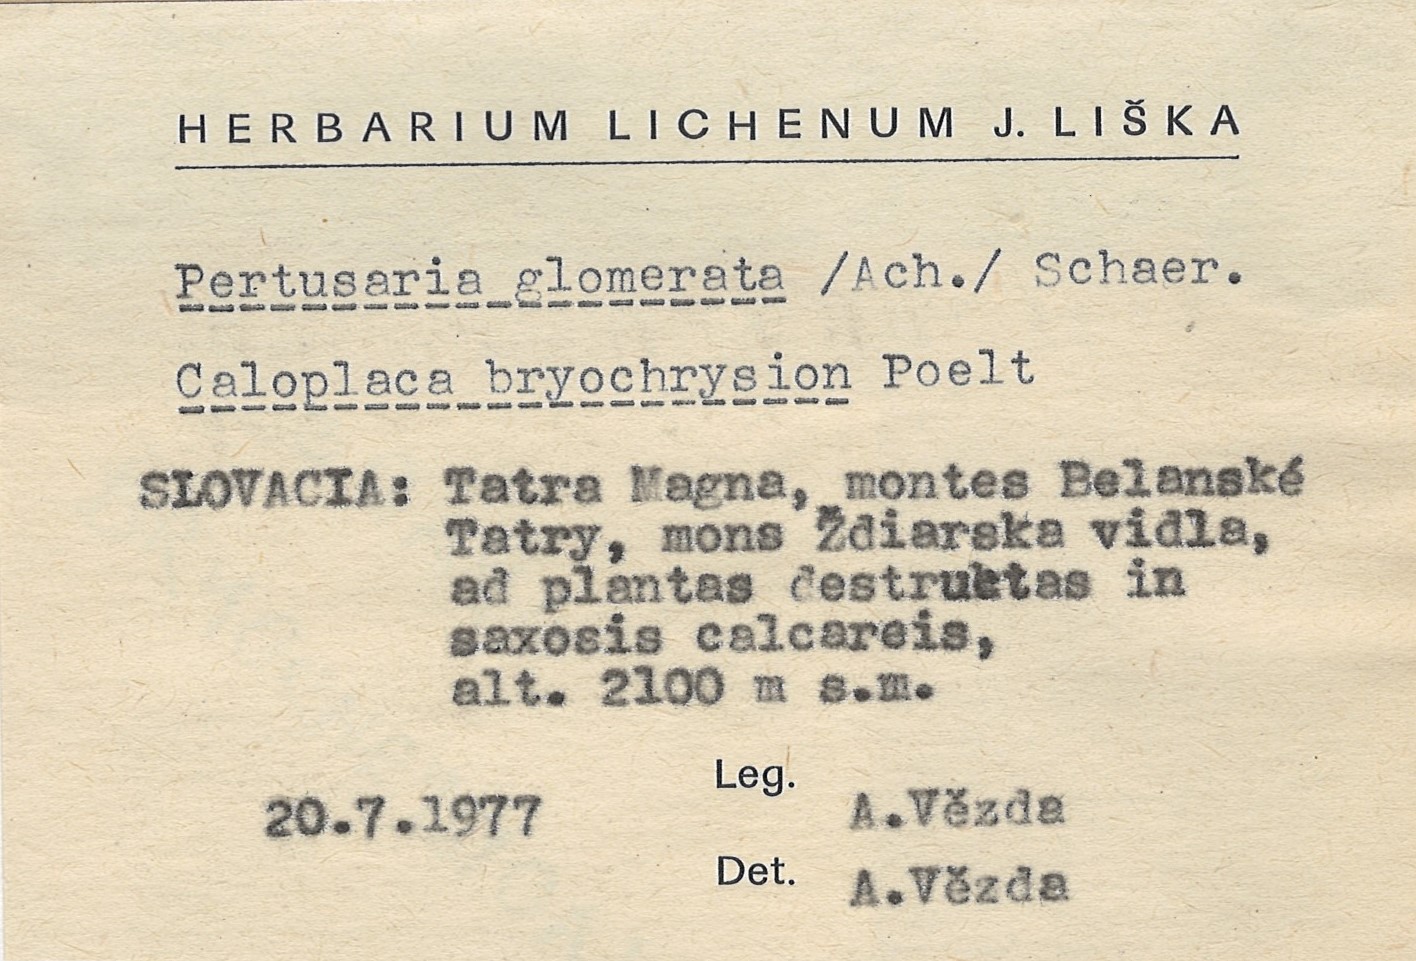 HERBARIUM LICHENUM J. LIŠKA
Pertusaria glomerata /Ach./ Schaer.
Caloplaca bryochrysion Poelt
SLOVACIA: Tatra Magna, montes Belanské
Tatry, mons Ždiarska vidla,
ad plantas destructas in
saxosis calcareis,
alt. 2100 m s.m.
Leg.
20.7.1977 A.Vězda
Det. A.Vězda